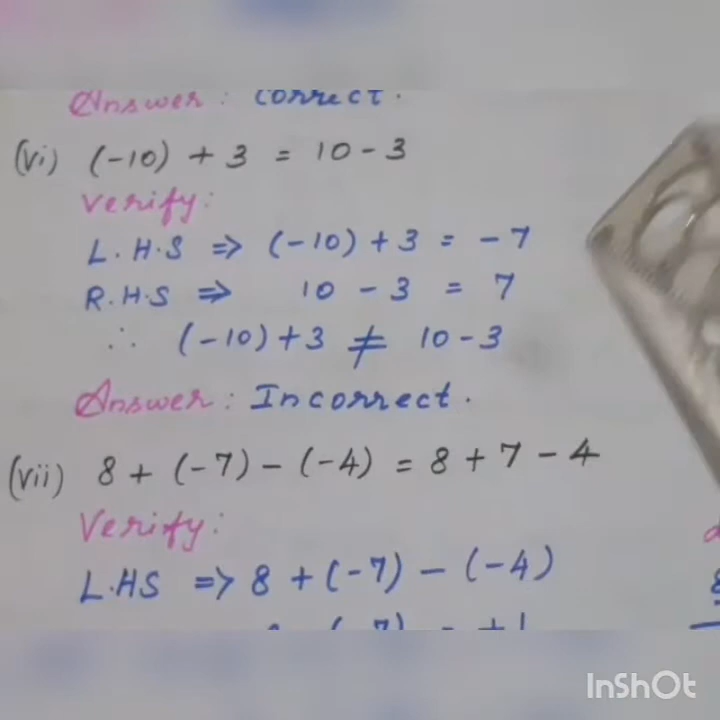 Answer: Correct.
(vi) (-10) + 3 = 10 - 3
Verify:
L.H.S ⇒ (-10) + 3 = -7
R.H.S ⇒ 10 - 3 = 7
∴ (-10) + 3 ≠ 10 - 3
Answer: Incorrect.
(vii) 8 + (-7) - (-4) = 8 + 7 - 4
Verify:
L.HS ⇒ 8 + (-7) - (-4)
InShOt